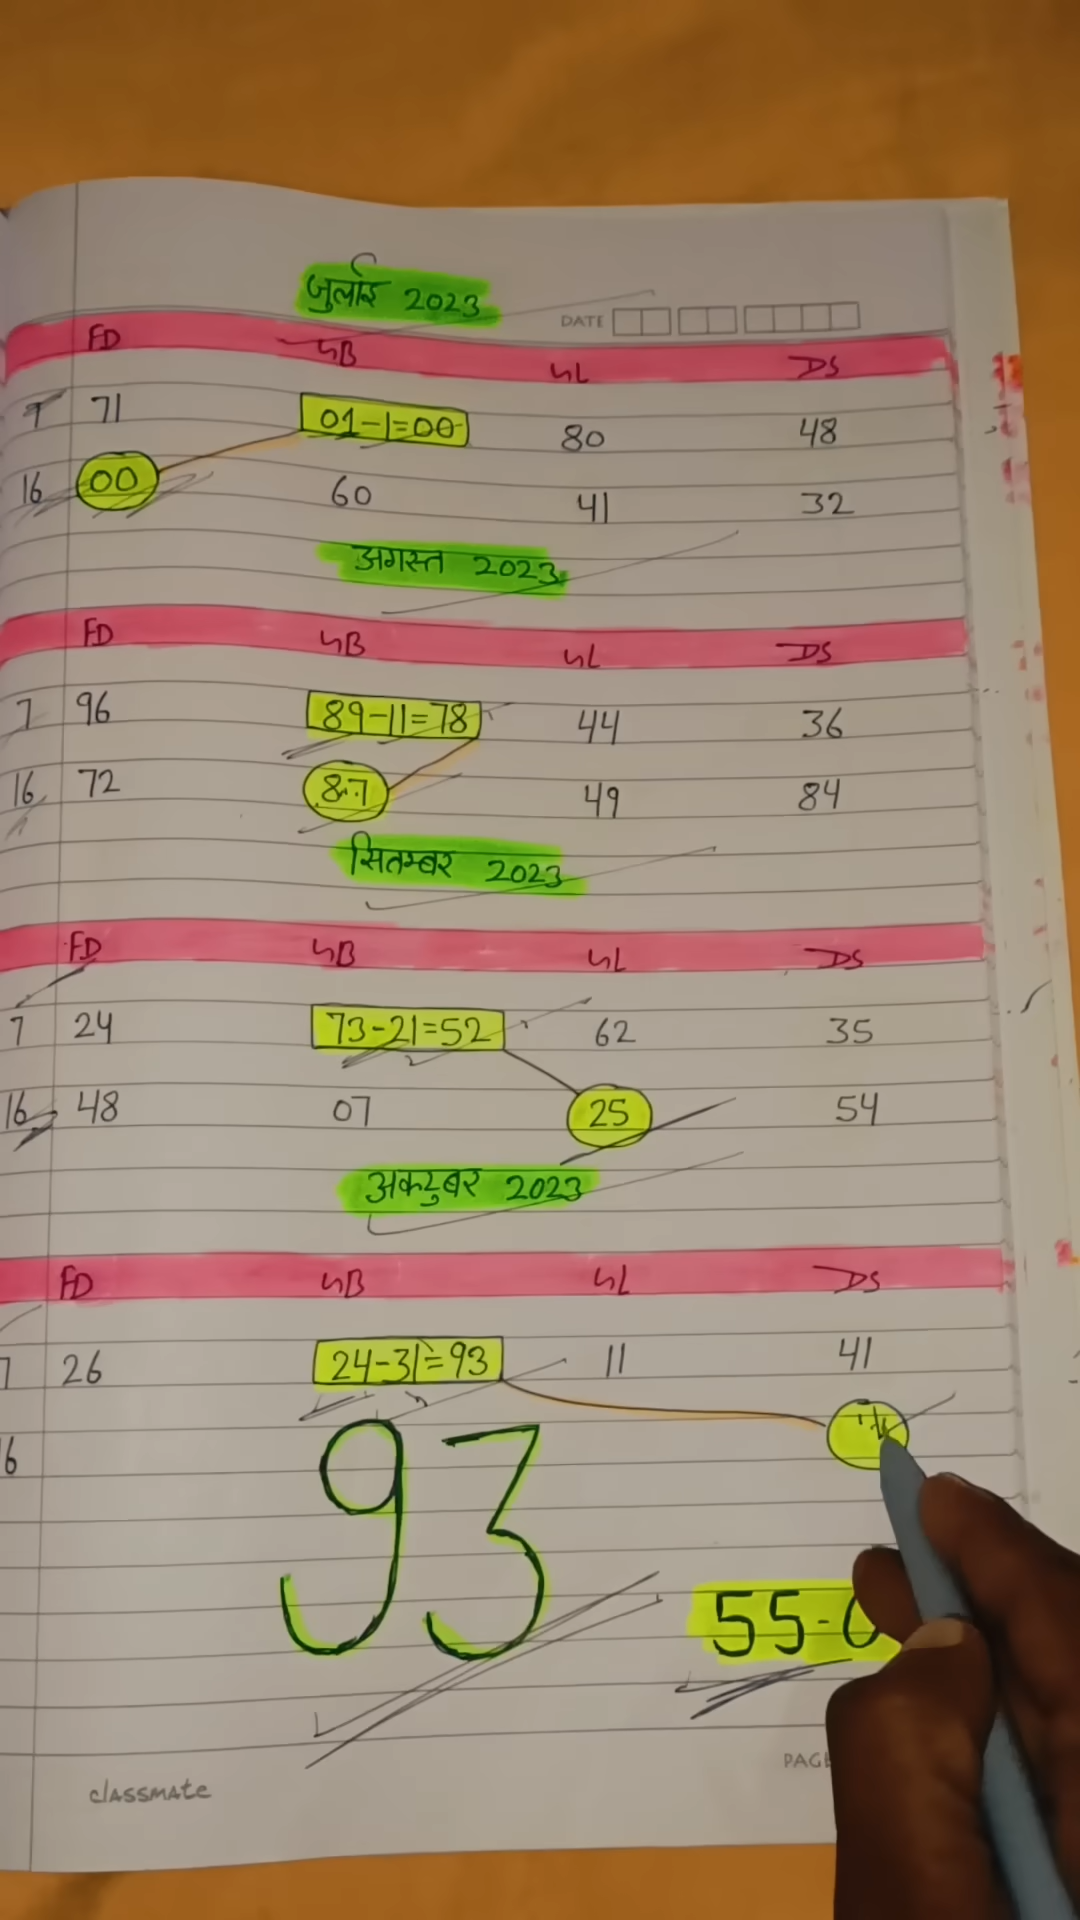 जुलाई 2023
DATE
FD GB GL DS
7 71 01-1=00 80 48
16 00 60 41 32
अगस्त 2023
FD GB GL DS
7 96 89-11=78 44 36
16 72 87 49 84
सितम्बर 2023
FD GB GL DS
7 24 73-21=52 62 35
16 48 07 25 54
अक्टुबर 2023
FD GB GL DS
7 26 24-31=93 11 41
6
93
55-0
PAGE
classmate